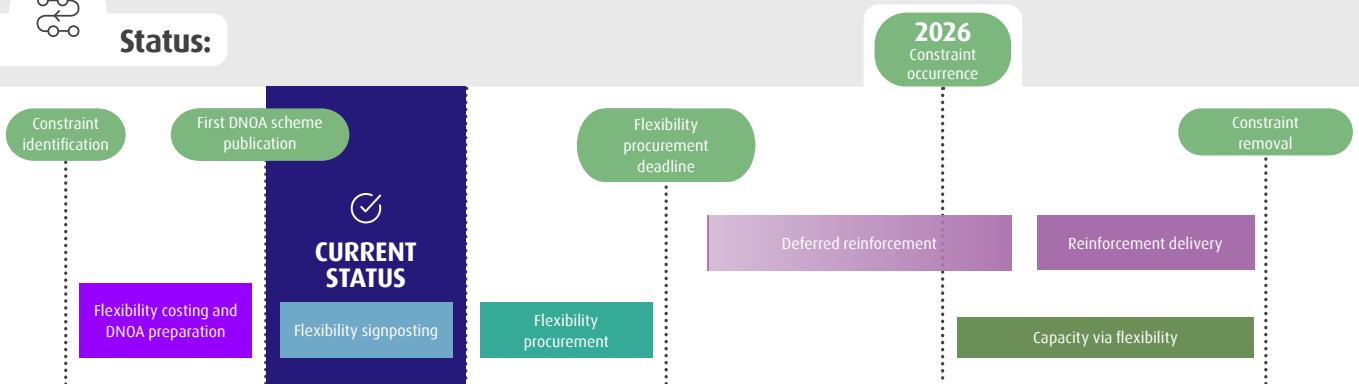 Status:
2026
Constraint
occurrence
Constraint
identification
First DNOA scheme
publication
Flexibility
procurement
deadline
Constraint
removal
CURRENT
STATUS
Deferred reinforcement
Reinforcement delivery
Flexibility costing and
DNOA preparation
Flexibility signposting
Flexibility
procurement
Capacity via flexibility